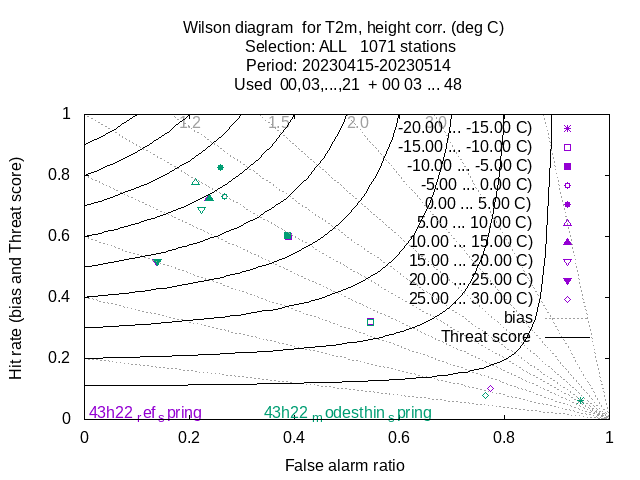 Wilson diagram for T2m, height corr. (deg C)
Selection: ALL 1071 stations
Period: 20230415-20230514
Used 00,03,...,21 + 00 03 ... 48
1.2 1.5 2.0 3.0
-20.00 ... -15.00 C)
-15.00 ... -10.00 C)
-10.00 ... -5.00 C)
-5.00 ... 0.00 C)
0.00 ... 5.00 C)
5.00 ... 10.00 C)
10.00 ... 15.00 C)
15.00 ... 20.00 C)
20.00 ... 25.00 C)
25.00 ... 30.00 C)
bias
Threat score
1
0.8
0.6
0.4
0.2
0
Hit rate (bias and Threat score)
43h22ref_spring 43h22modesthin_spring
0 0.2 0.4 0.6 0.8 1
False alarm ratio